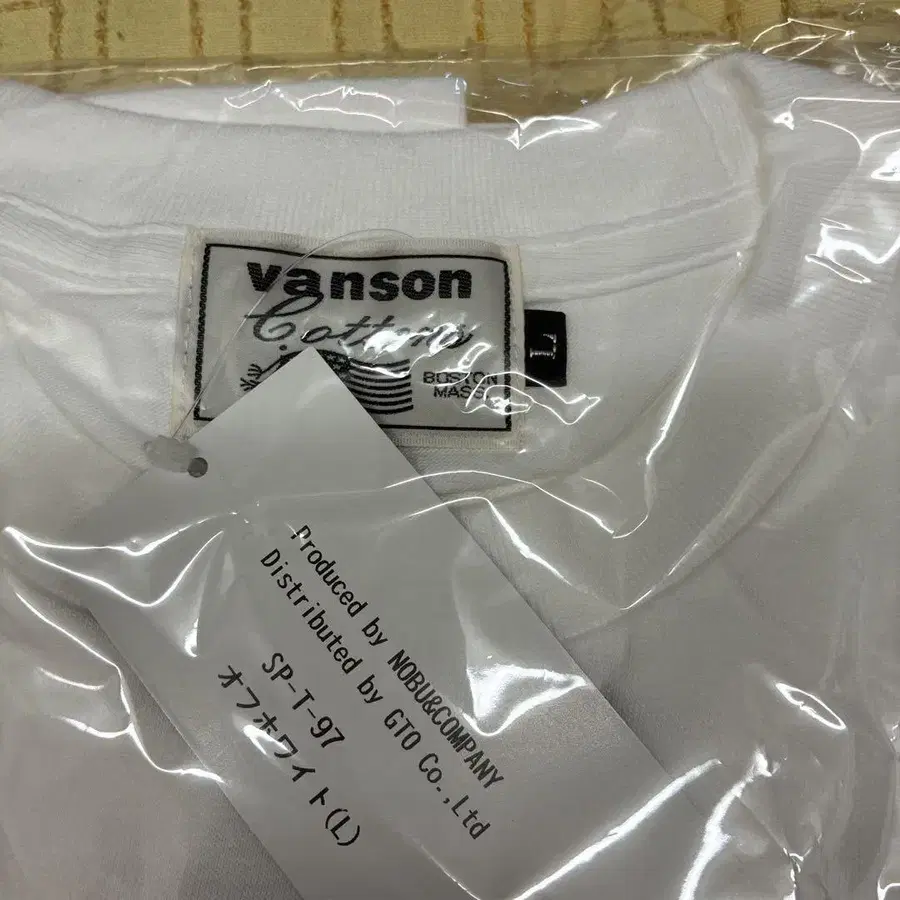 vanson
Cottons
BOSTON
MASS.
L
Produced by NOBU&COMPANY
Distributed by GTO Co.,Ltd
SP-T-97
オフホワイト(L)